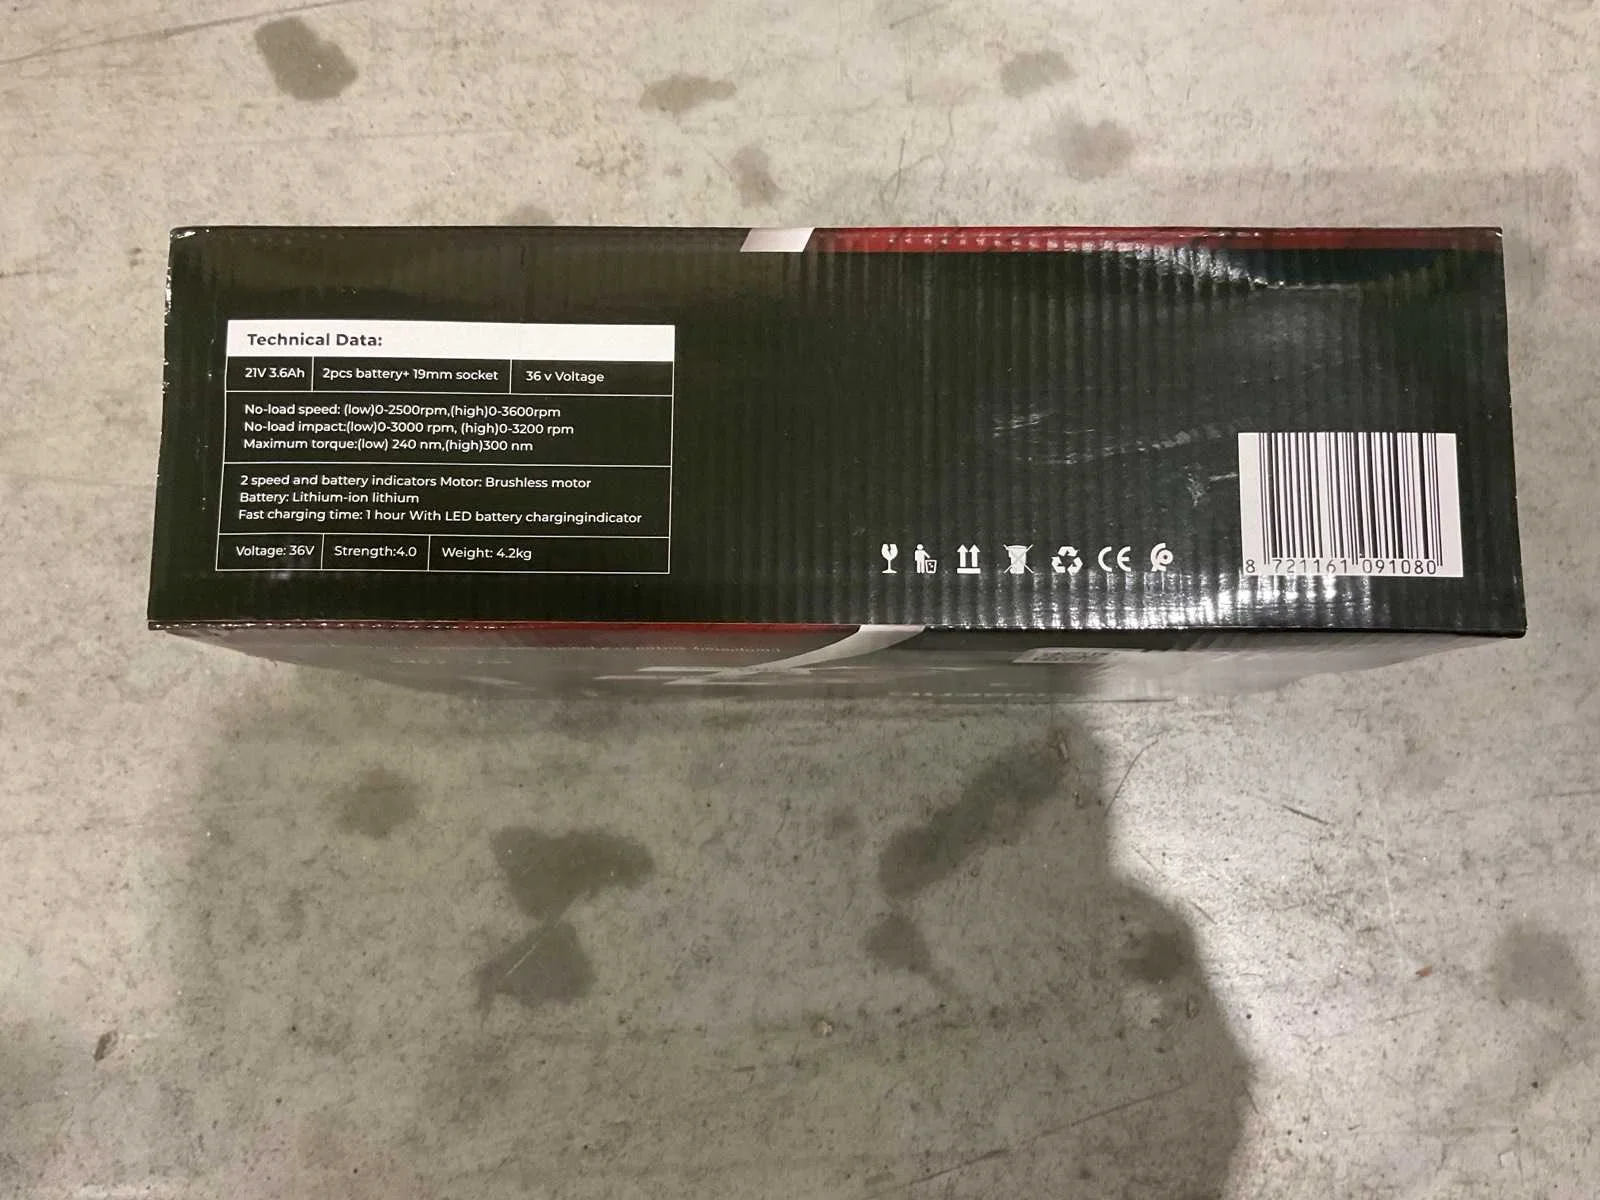 Technical Data:
21V 3.6Ah
2pcs battery+ 19mm socket
36 v Voltage
No-load speed: (low)0-2500rpm,(high)0-3600rpm
No-load impact:(low)0-3000 rpm, (high)0-3200 rpm
Maximum torque:(low) 240 nm,(high)300 nm
2 speed and battery indicators Motor: Brushless motor
Battery: Lithium-ion lithium
Fast charging time: 1 hour With LED battery chargingindicator
Voltage: 36V
Strength:4.0
Weight: 4.2kg
CE
8 721161 091080